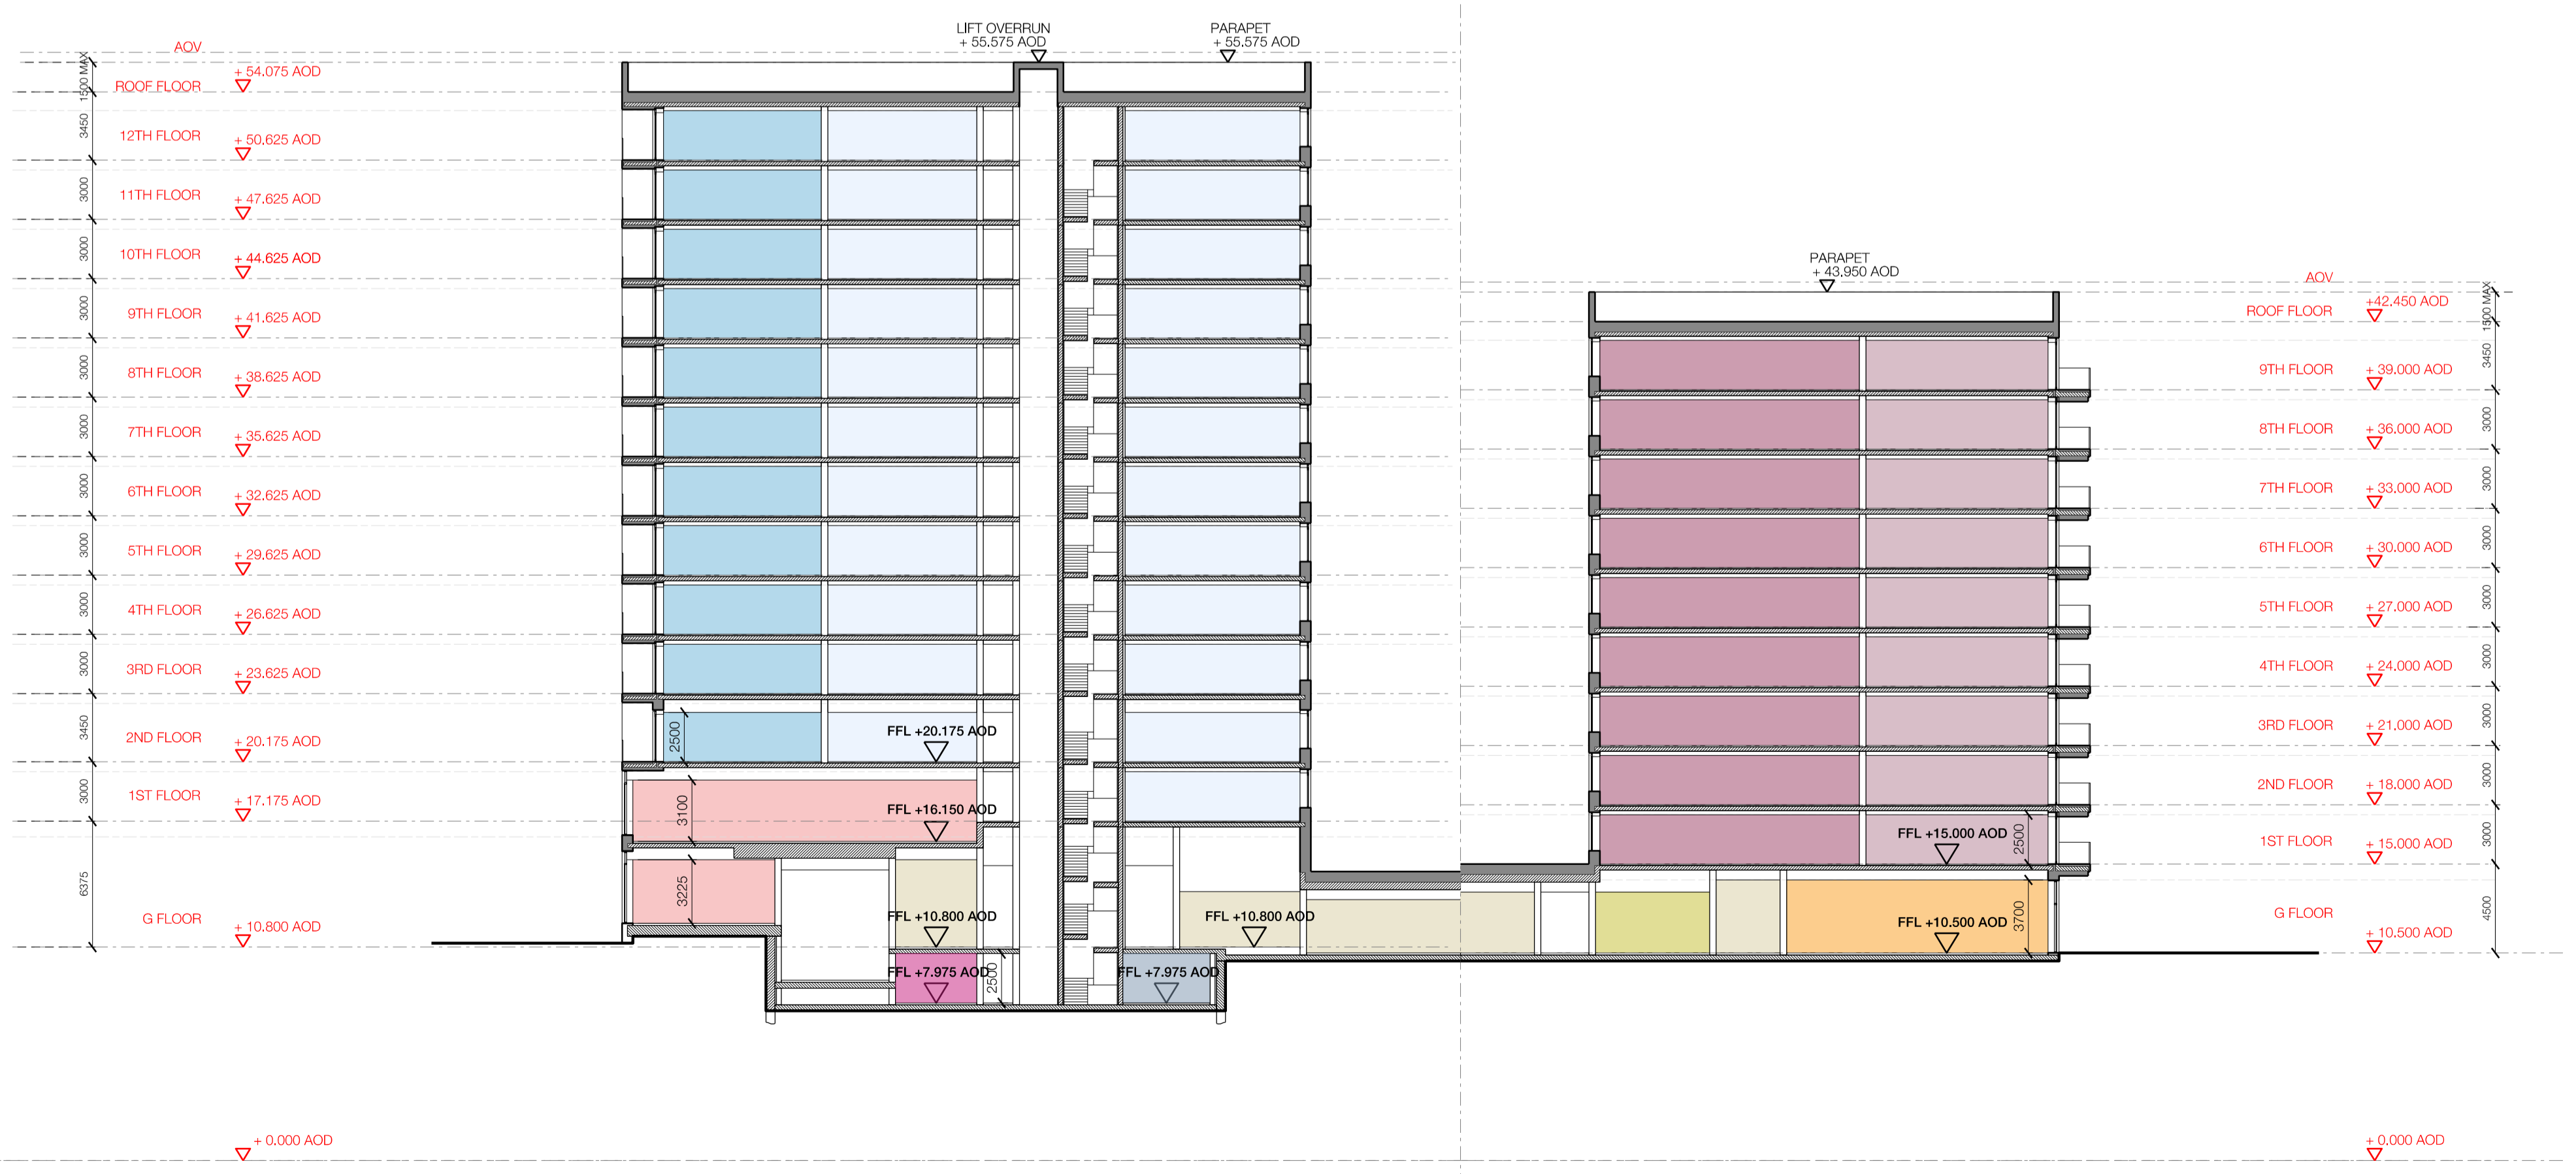 LIFT OVERRUN
+ 55.575 AOD
PARAPET
+ 55.575 AOD
AOV
1500 MAX
ROOF FLOOR
+ 54.075 AOD
3450
12TH FLOOR
+ 50.625 AOD
3000
11TH FLOOR
+ 47.625 AOD
3000
10TH FLOOR
+ 44.625 AOD
3000
9TH FLOOR
+ 41.625 AOD
3000
8TH FLOOR
+ 38.625 AOD
3000
7TH FLOOR
+ 35.625 AOD
3000
6TH FLOOR
+ 32.625 AOD
3000
5TH FLOOR
+ 29.625 AOD
3000
4TH FLOOR
+ 26.625 AOD
3000
3RD FLOOR
+ 23.625 AOD
3450
2ND FLOOR
+ 20.175 AOD
3000
1ST FLOOR
+ 17.175 AOD
6375
G FLOOR
+ 10.800 AOD
+ 0.000 AOD
2500
FFL +20.175 AOD
3100
FFL +16.150 AOD
3225
FFL +10.800 AOD
FFL +10.800 AOD
FFL +7.975 AOD
2500
FFL +7.975 AOD
PARAPET
+ 43.950 AOD
FFL +15.000 AOD
2500
FFL +10.500 AOD
3700
AOV
ROOF FLOOR
+42.450 AOD
1500 MAX
9TH FLOOR
+ 39.000 AOD
3450
8TH FLOOR
+ 36.000 AOD
3000
7TH FLOOR
+ 33.000 AOD
3000
6TH FLOOR
+ 30.000 AOD
3000
5TH FLOOR
+ 27.000 AOD
3000
4TH FLOOR
+ 24.000 AOD
3000
3RD FLOOR
+ 21.000 AOD
3000
2ND FLOOR
+ 18.000 AOD
3000
1ST FLOOR
+ 15.000 AOD
3000
G FLOOR
+ 10.500 AOD
4500
+ 0.000 AOD